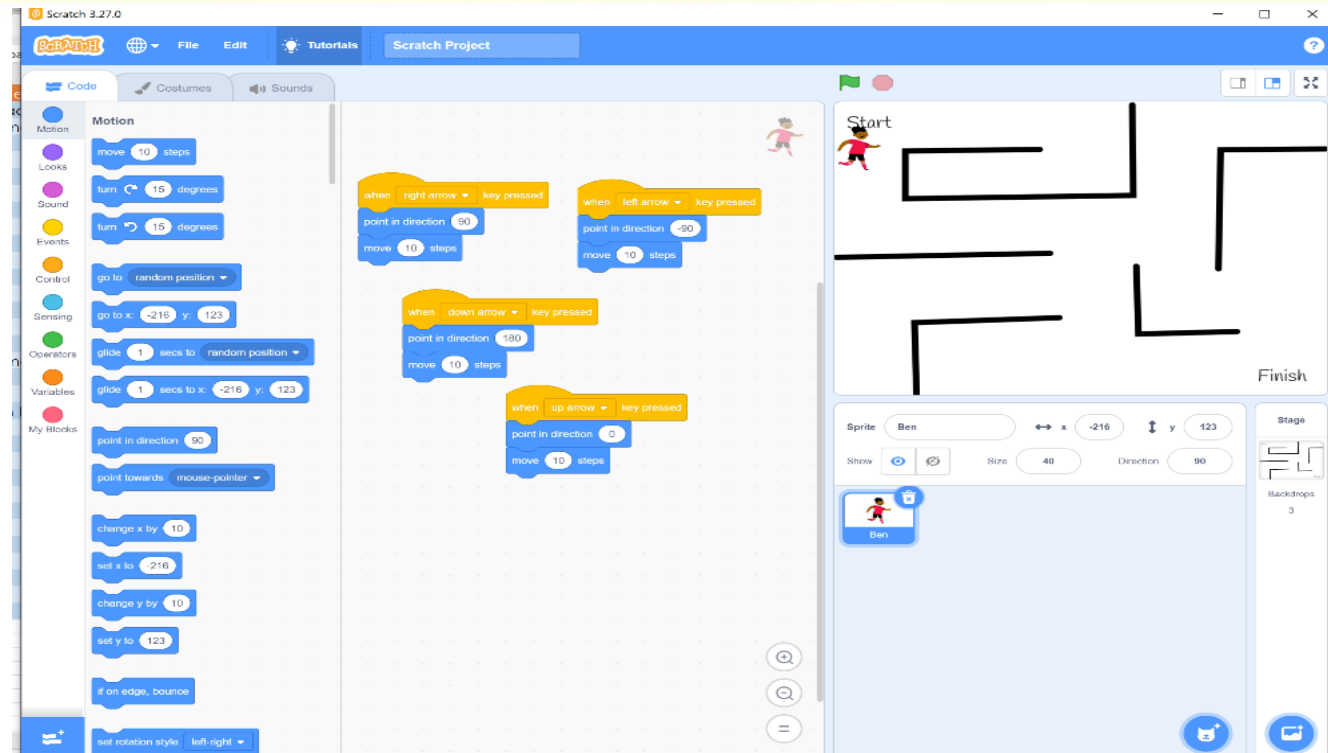 Scratch 3.27.0
SCRATCH File Edit Tutorials Scratch Project ?
Code Costumes Sounds
Motion
Looks
Sound
Events
Control
Sensing
Operators
Variables
My Blocks
Motion
move 10 steps
turn 15 degrees
turn 15 degrees
go to random position
go to x: -216 y: 123
glide 1 secs to random position
glide 1 secs to x: -216 y: 123
point in direction 90
point towards mouse-pointer
change x by 10
set x to -216
change y by 10
set y to 123
if on edge, bounce
set rotation style left-right
when right arrow key pressed
point in direction 90
move 10 steps
when left arrow key pressed
point in direction -90
move 10 steps
when down arrow key pressed
point in direction 180
move 10 steps
when up arrow key pressed
point in direction 0
move 10 steps
Start
Finish
Sprite Ben x -216 y 123
Show Size 40 Direction 90
Ben
Stage
Backdrops
3